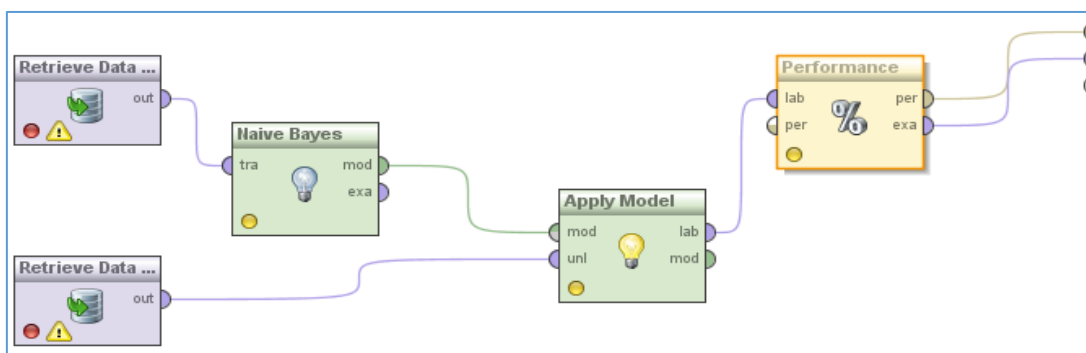 Retrieve Data ...
out
Naive Bayes
tra
mod
exa
Retrieve Data ...
out
Apply Model
mod
lab
unl
mod
Performance
lab
per
per
exa
%